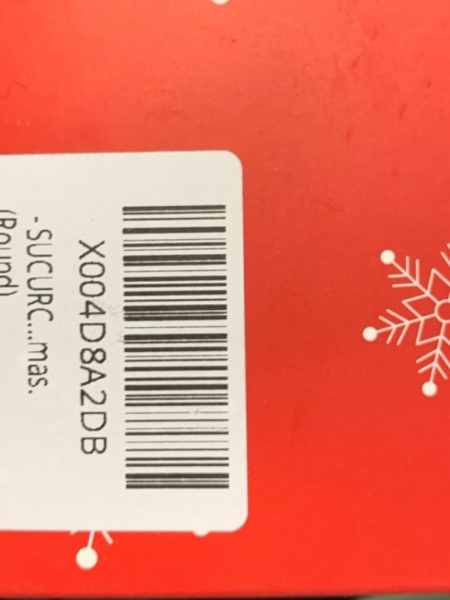 X004D8A2DB
- SUCURC...mas.
(Round)